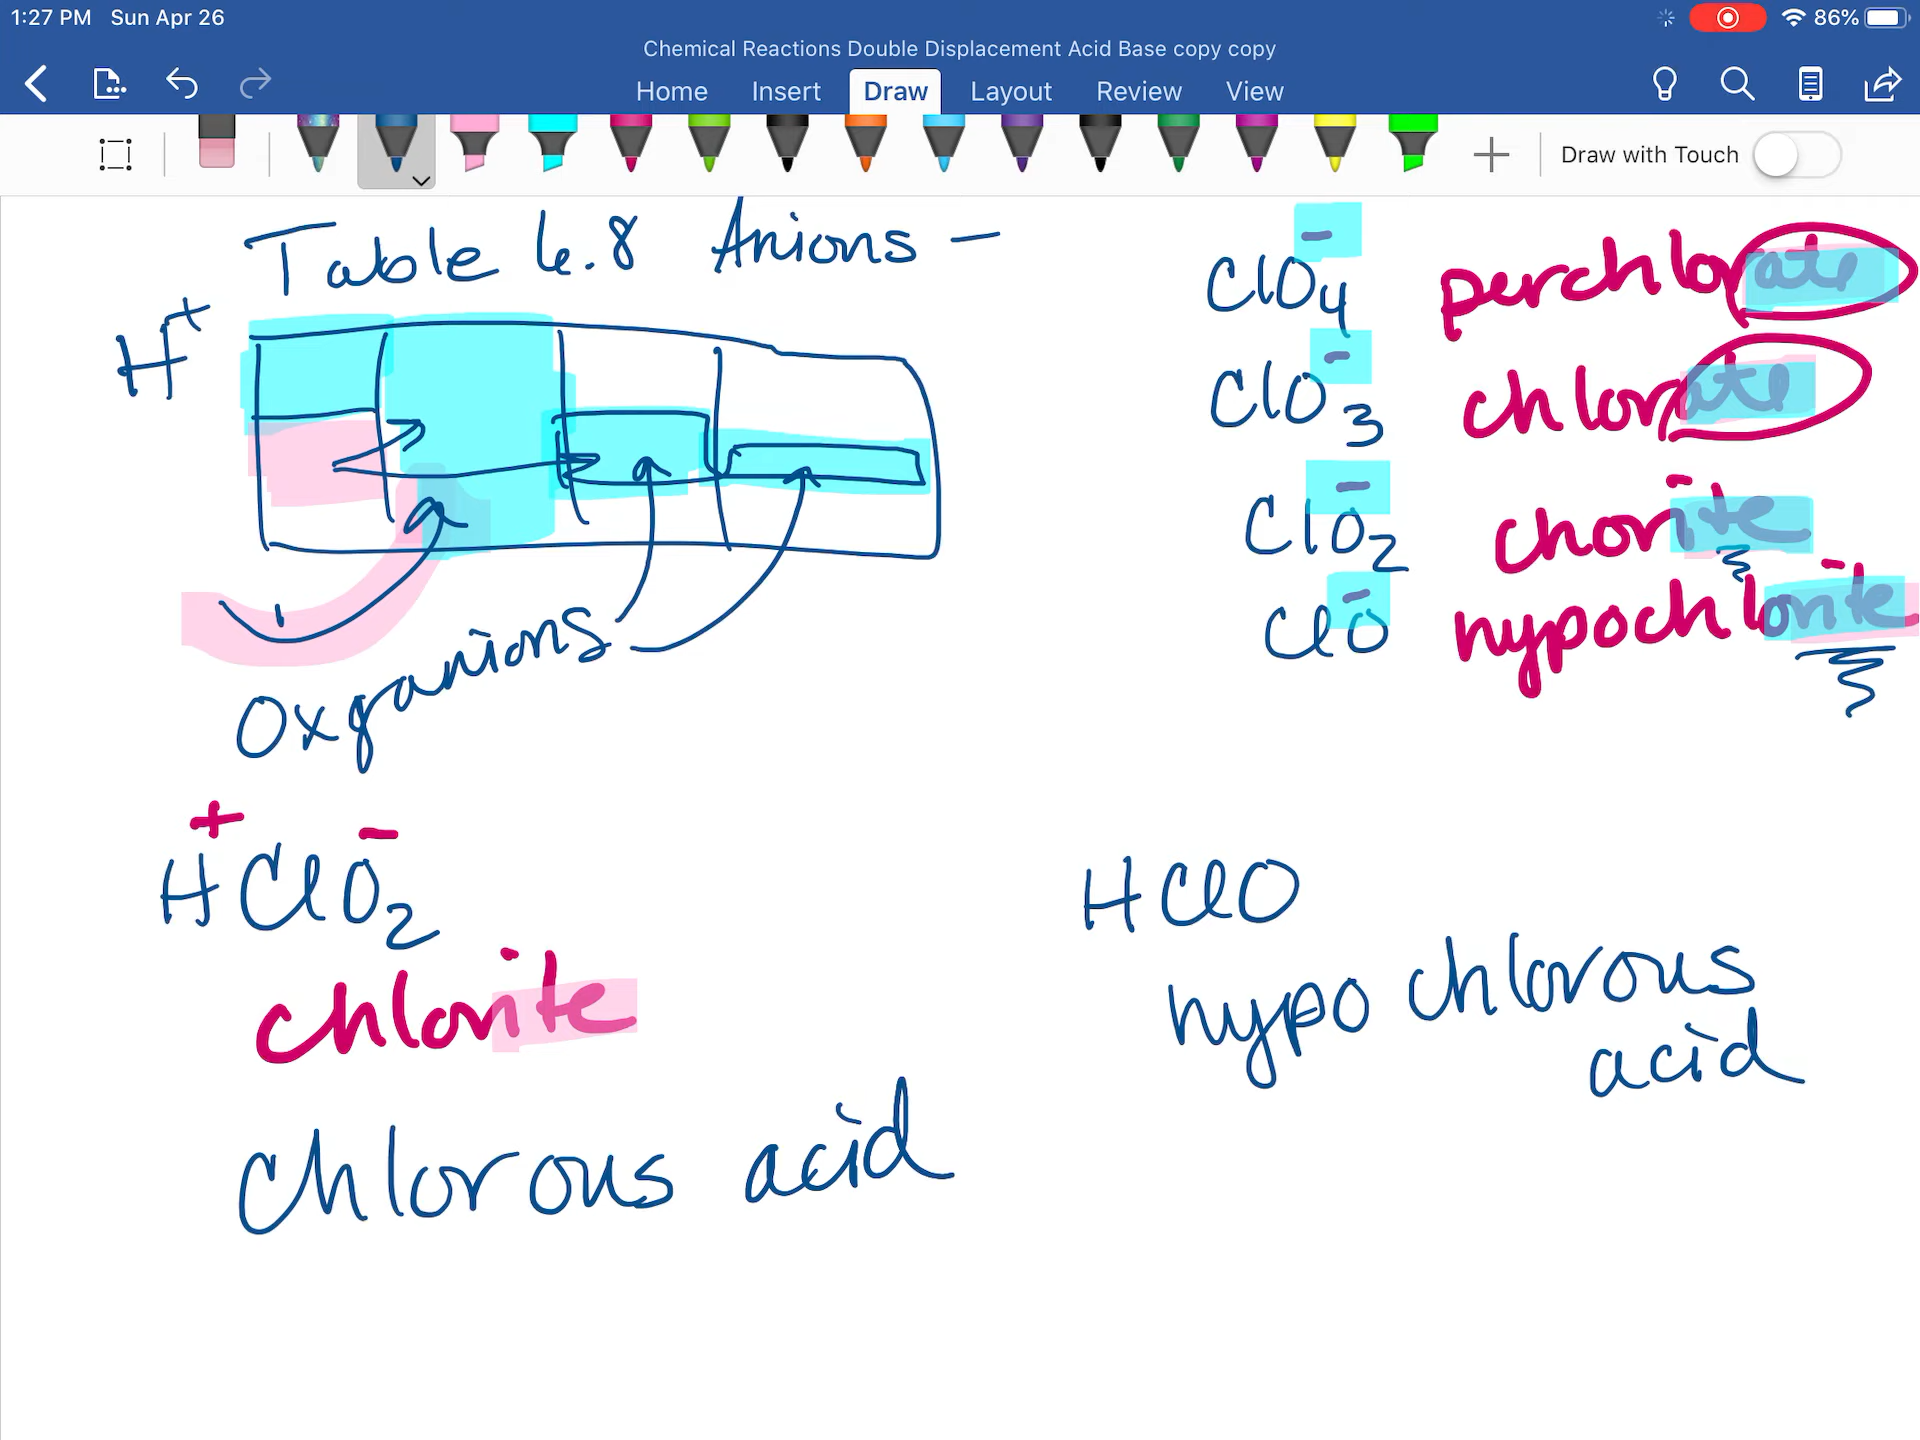 1:27 PM Sun Apr 26 86%
Chemical Reactions Double Displacement Acid Base copy copy
Home Insert Draw Layout Review View
Draw with Touch
Table 6.8 Anions -
H+
Oxyanions
ClO4- perchlorate
ClO3- chlorate
ClO2- chorite
ClO- hypochlorite
H+ClO2-
chlorite
chlorous acid
HClO
hypochlorous
acid